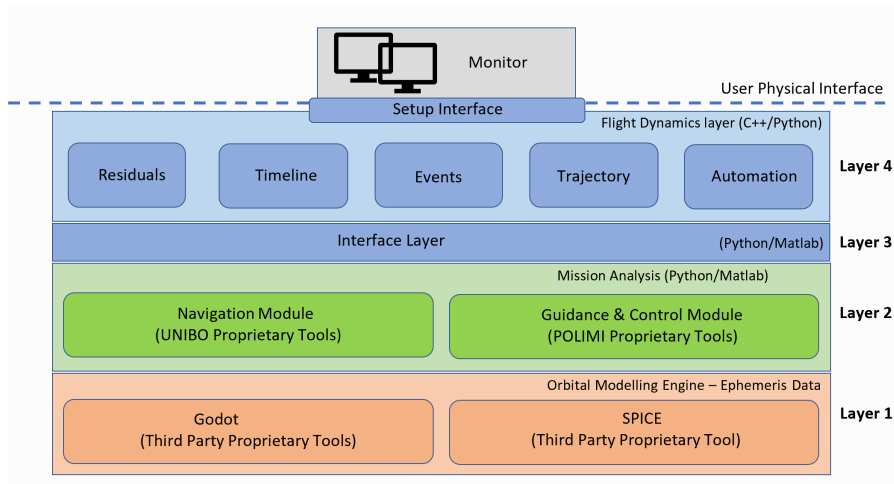 Monitor
User Physical Interface
Setup Interface
Flight Dynamics layer (C++/Python)
Layer 4
Residuals
Timeline
Events
Trajectory
Automation
Interface Layer
(Python/Matlab)
Layer 3
Mission Analysis (Python/Matlab)
Layer 2
Navigation Module
(UNIBO Proprietary Tools)
Guidance & Control Module
(POLIMI Proprietary Tools)
Orbital Modelling Engine – Ephemeris Data
Layer 1
Godot
(Third Party Proprietary Tools)
SPICE
(Third Party Proprietary Tool)